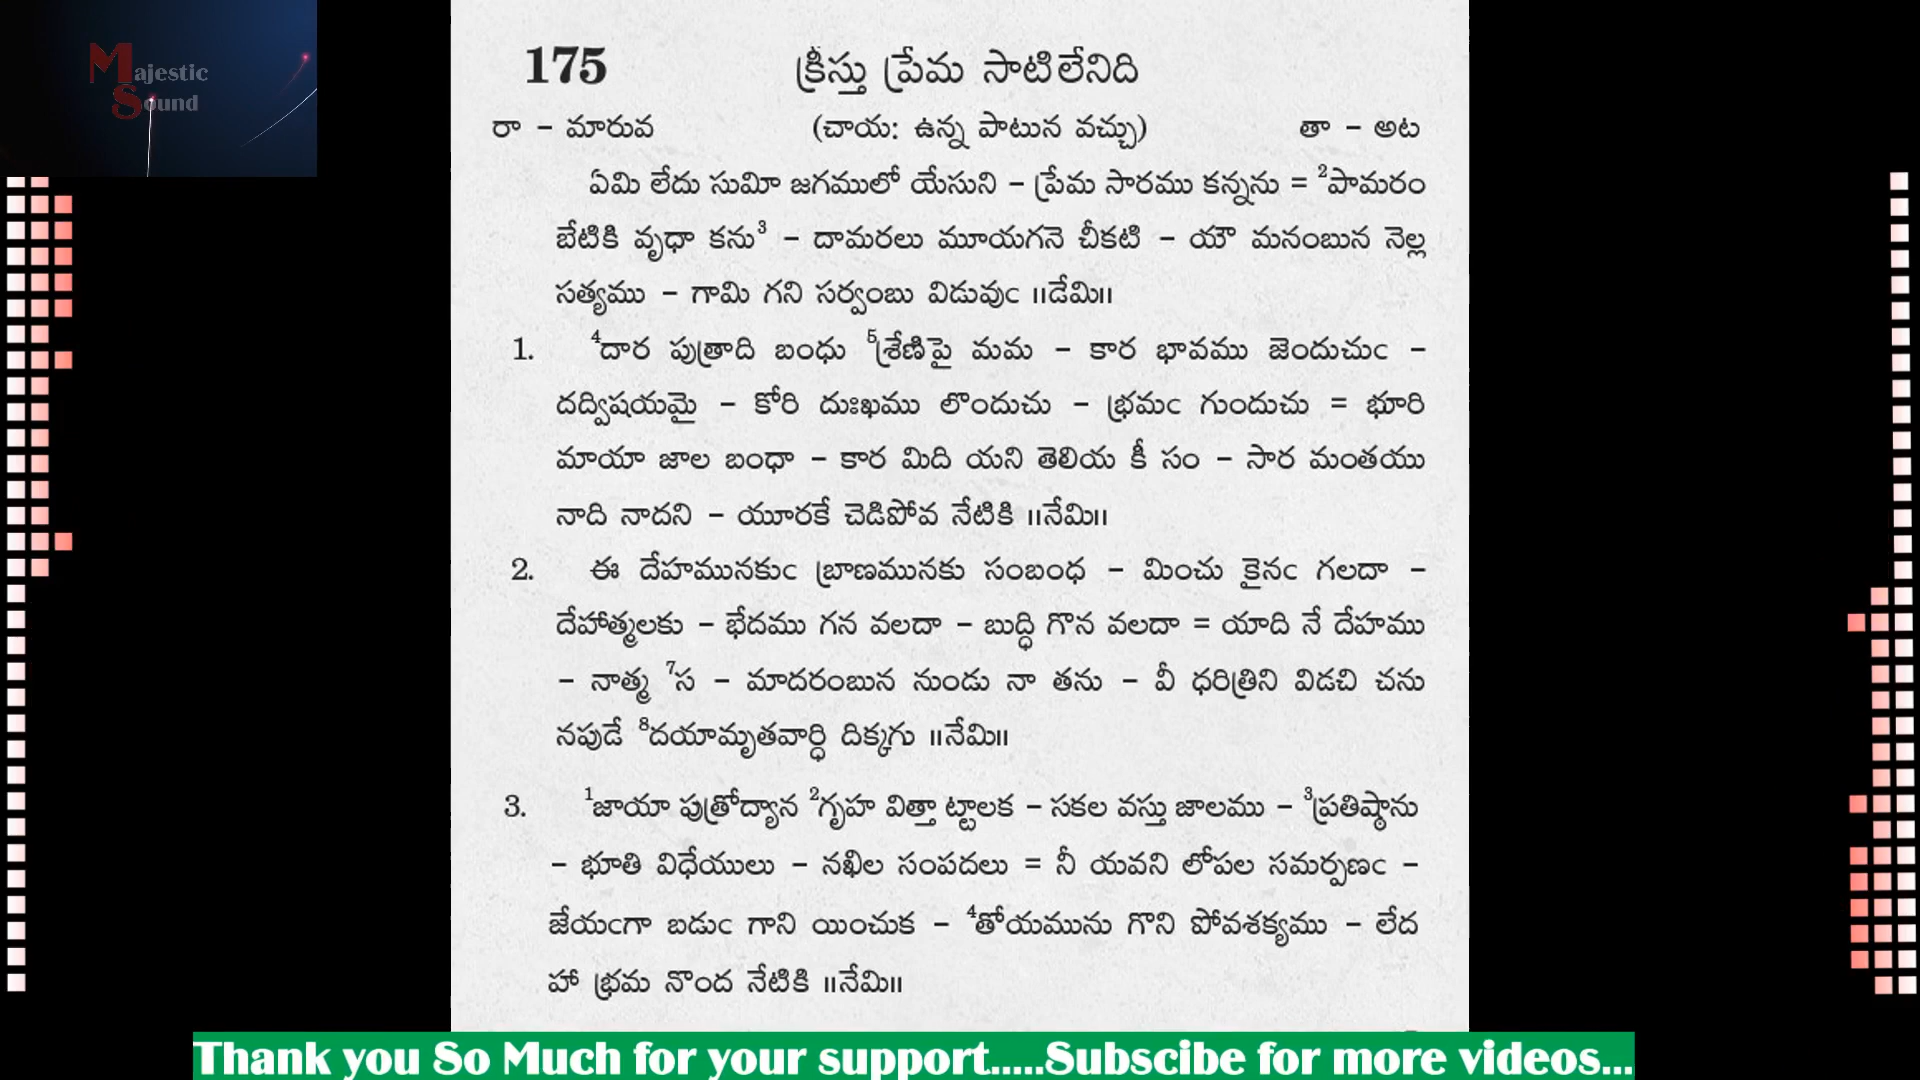 Majestic
Sound
175 క్రీస్తు ప్రేమ సాటిలేనిది
రా – మారువ (చాయ: ఉన్న పాటున వచ్చు) తా – అట
ఏమి లేదు సుమీ జగములో యేసుని – ప్రేమ సారము కన్నను = ²పామరం
బేటికి వృథా కను³ – దామరలు మూయగనె చీకటి – యౌ మనంబున నెల్ల
సత్యము – గామి గని సర్వంబు విడువుఁ ॥డేమి॥
1. ⁴దార పుత్రాది బంధు ⁵శ్రేణిపై మమ – కార భావము జెందుచుఁ –
దద్విషయమై – కోరి దుఃఖము లొందుచు – భ్రమఁ గుందుచు = భూరి
మాయా జాల బంధా – కార మిది యని తెలియ కీ సం – సార మంతయు
నాది నాదని – యూరకే చెడిపోవ నేటికి ॥నేమి॥
2. ఈ దేహమునకుఁ బ్రాణమునకు సంబంధ – మించు కైనఁ గలదా –
దేహాత్మలకు – భేదము గన వలదా – బుద్ధి గొన వలదా = యాది నే దేహము
– నాత్మ ⁷స – మాదరంబున నుండు నా తను – వీ ధరిత్రిని విడచి చను
నపుడే ⁸దయామృతవార్ధి దిక్కగు ॥నేమి॥
3. ¹జాయా పుత్రోద్యాన ²గృహ విత్తా ట్టాలక – సకల వస్తు జాలము – ³ప్రతిష్ఠాను
– భూతి విధేయులు – నఖిల సంపదలు = నీ యవని లోపల సమర్పణఁ –
జేయఁగా బడుఁ గాని యించుక – ⁴తోయమును గొని పోవశక్యము – లేద
హా భ్రమ నొంద నేటికి ॥నేమి॥
Thank you So Much for your support.....Subscibe for more videos...